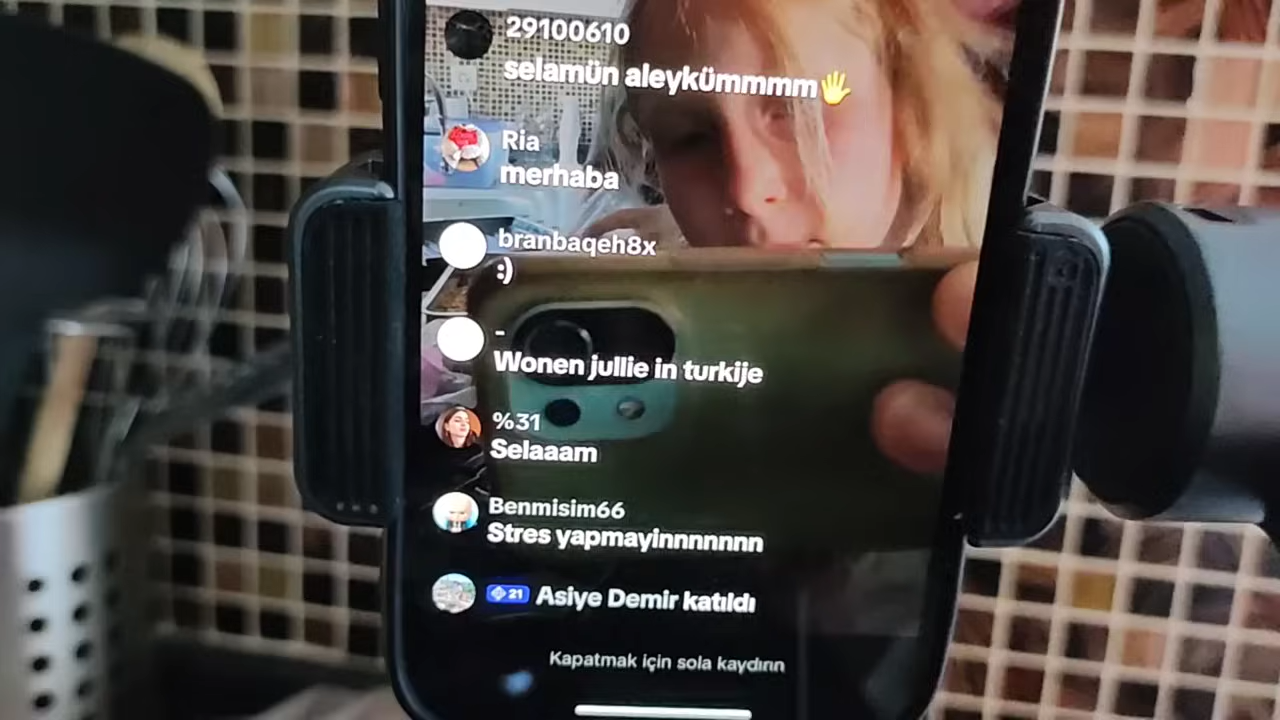 29100610
selamün aleykümmmm🖐
Ria
merhaba
branbaqeh8x
:)
-
Wonen jullie in turkije
%31
Selaaam
Benmisim66
Stres yapmayinnnnnnn
21 Asiye Demir katıldı
Kapatmak için sola kaydırın